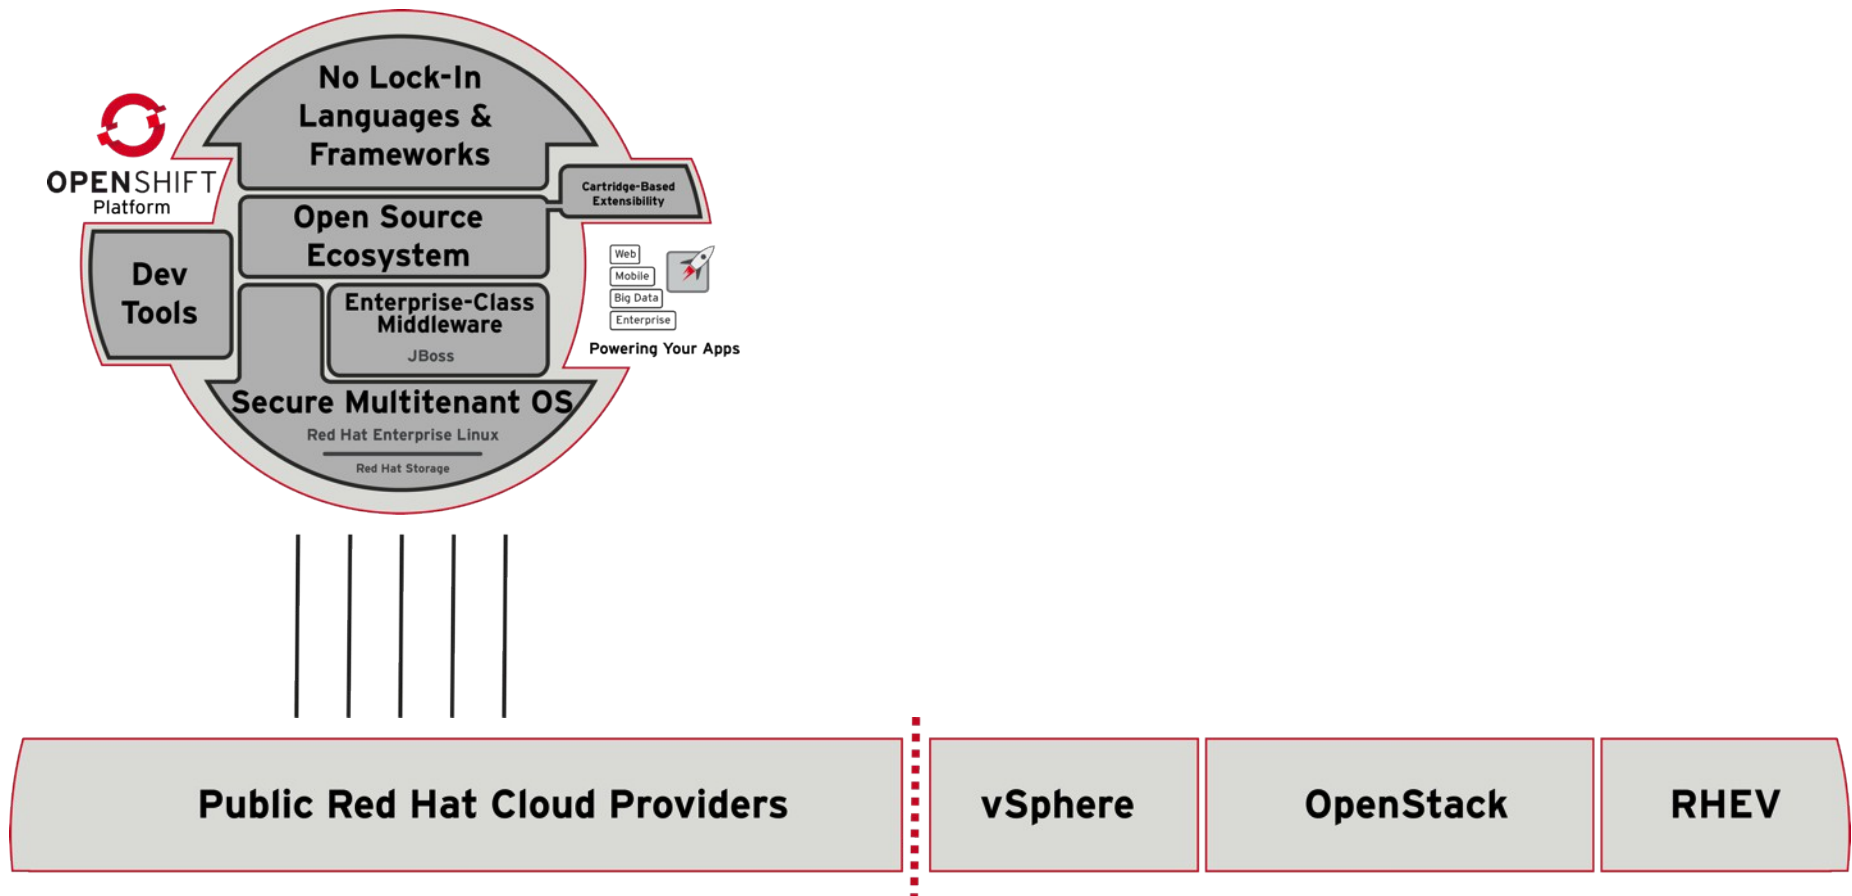 No Lock-In
Languages &
Frameworks
OPENSHIFT
Platform
Cartridge-Based
Extensibility
Open Source
Ecosystem
Dev
Tools
Web
Mobile
Big Data
Enterprise
Powering Your Apps
Enterprise-Class
Middleware
JBoss
Secure Multitenant OS
Red Hat Enterprise Linux
Red Hat Storage
Public Red Hat Cloud Providers
vSphere
OpenStack
RHEV